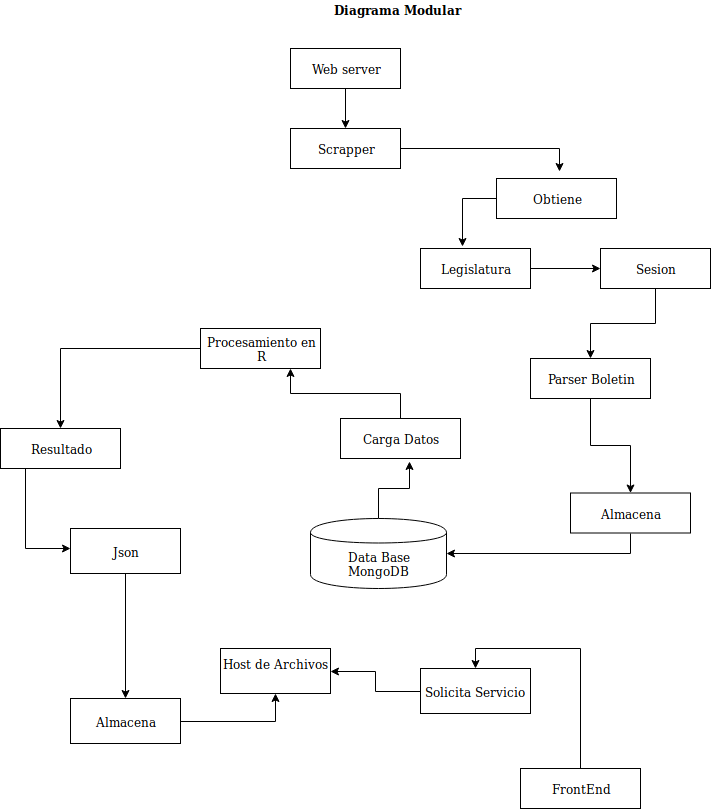 Diagrama Modular
Web server
Scrapper
Obtiene
Legislatura
Sesion
Procesamiento en
R
Parser Boletin
Carga Datos
Resultado
Almacena
Json
Data Base
MongoDB
Host de Archivos
Solicita Servicio
Almacena
FrontEnd